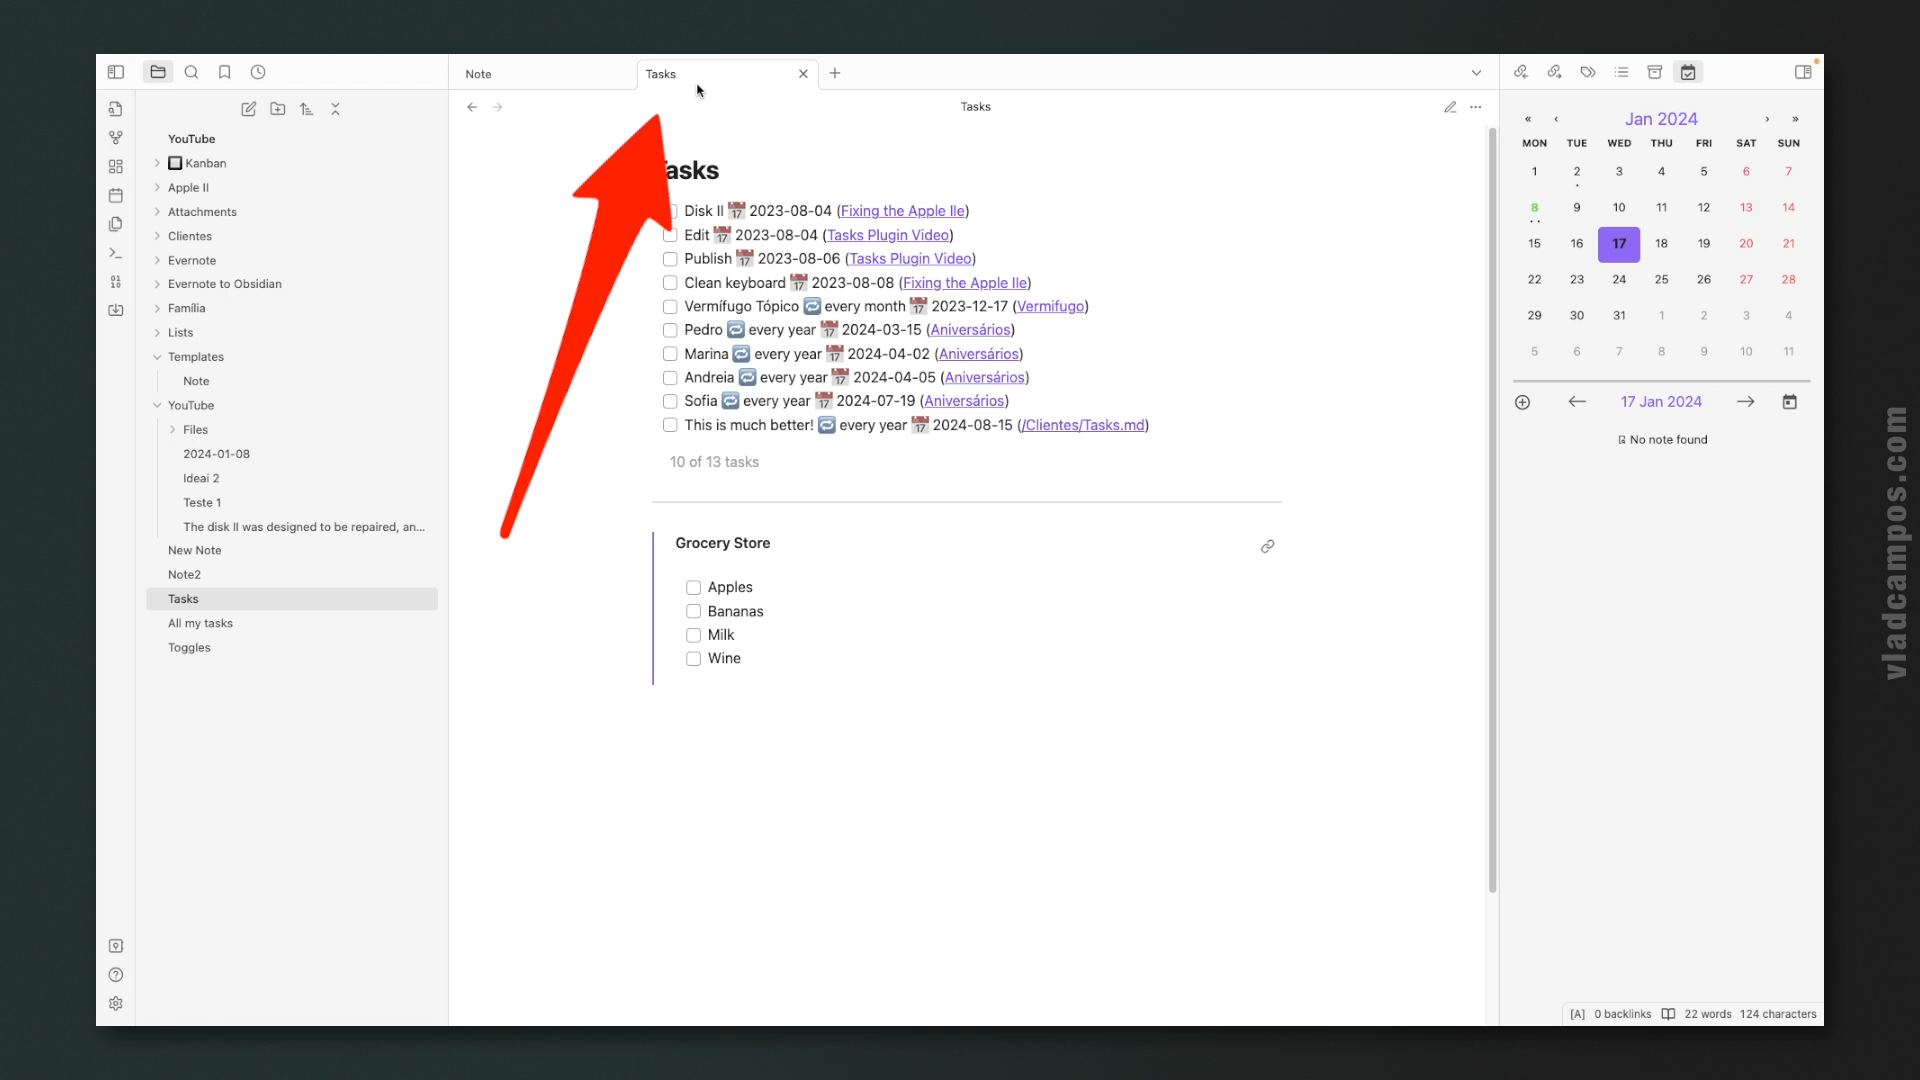 Note
Tasks
Tasks
YouTube
Kanban
Apple II
Attachments
Clientes
Evernote
Evernote to Obsidian
Família
Lists
Templates
Note
YouTube
Files
2024-01-08
Ideai 2
Teste 1
The disk II was designed to be repaired, an...
New Note
Note2
Tasks
All my tasks
Toggles
asks
Disk II 📅 2023-08-04 (Fixing the Apple IIe)
Edit 📅 2023-08-04 (Tasks Plugin Video)
Publish 📅 2023-08-06 (Tasks Plugin Video)
Clean keyboard 📅 2023-08-08 (Fixing the Apple IIe)
Vermífugo Tópico 🔁 every month 📅 2023-12-17 (Vermifugo)
Pedro 🔁 every year 📅 2024-03-15 (Aniversários)
Marina 🔁 every year 📅 2024-04-02 (Aniversários)
Andreia 🔁 every year 📅 2024-04-05 (Aniversários)
Sofia 🔁 every year 📅 2024-07-19 (Aniversários)
This is much better! 🔁 every year 📅 2024-08-15 (/Clientes/Tasks.md)
10 of 13 tasks
Grocery Store
Apples
Bananas
Milk
Wine
« ‹ Jan 2024 › »
MON TUE WED THU FRI SAT SUN
1 2 3 4 5 6 7
8 9 10 11 12 13 14
15 16 17 18 19 20 21
22 23 24 25 26 27 28
29 30 31 1 2 3 4
5 6 7 8 9 10 11
17 Jan 2024
No note found
[A] 0 backlinks 22 words 124 characters
vladcampos.com